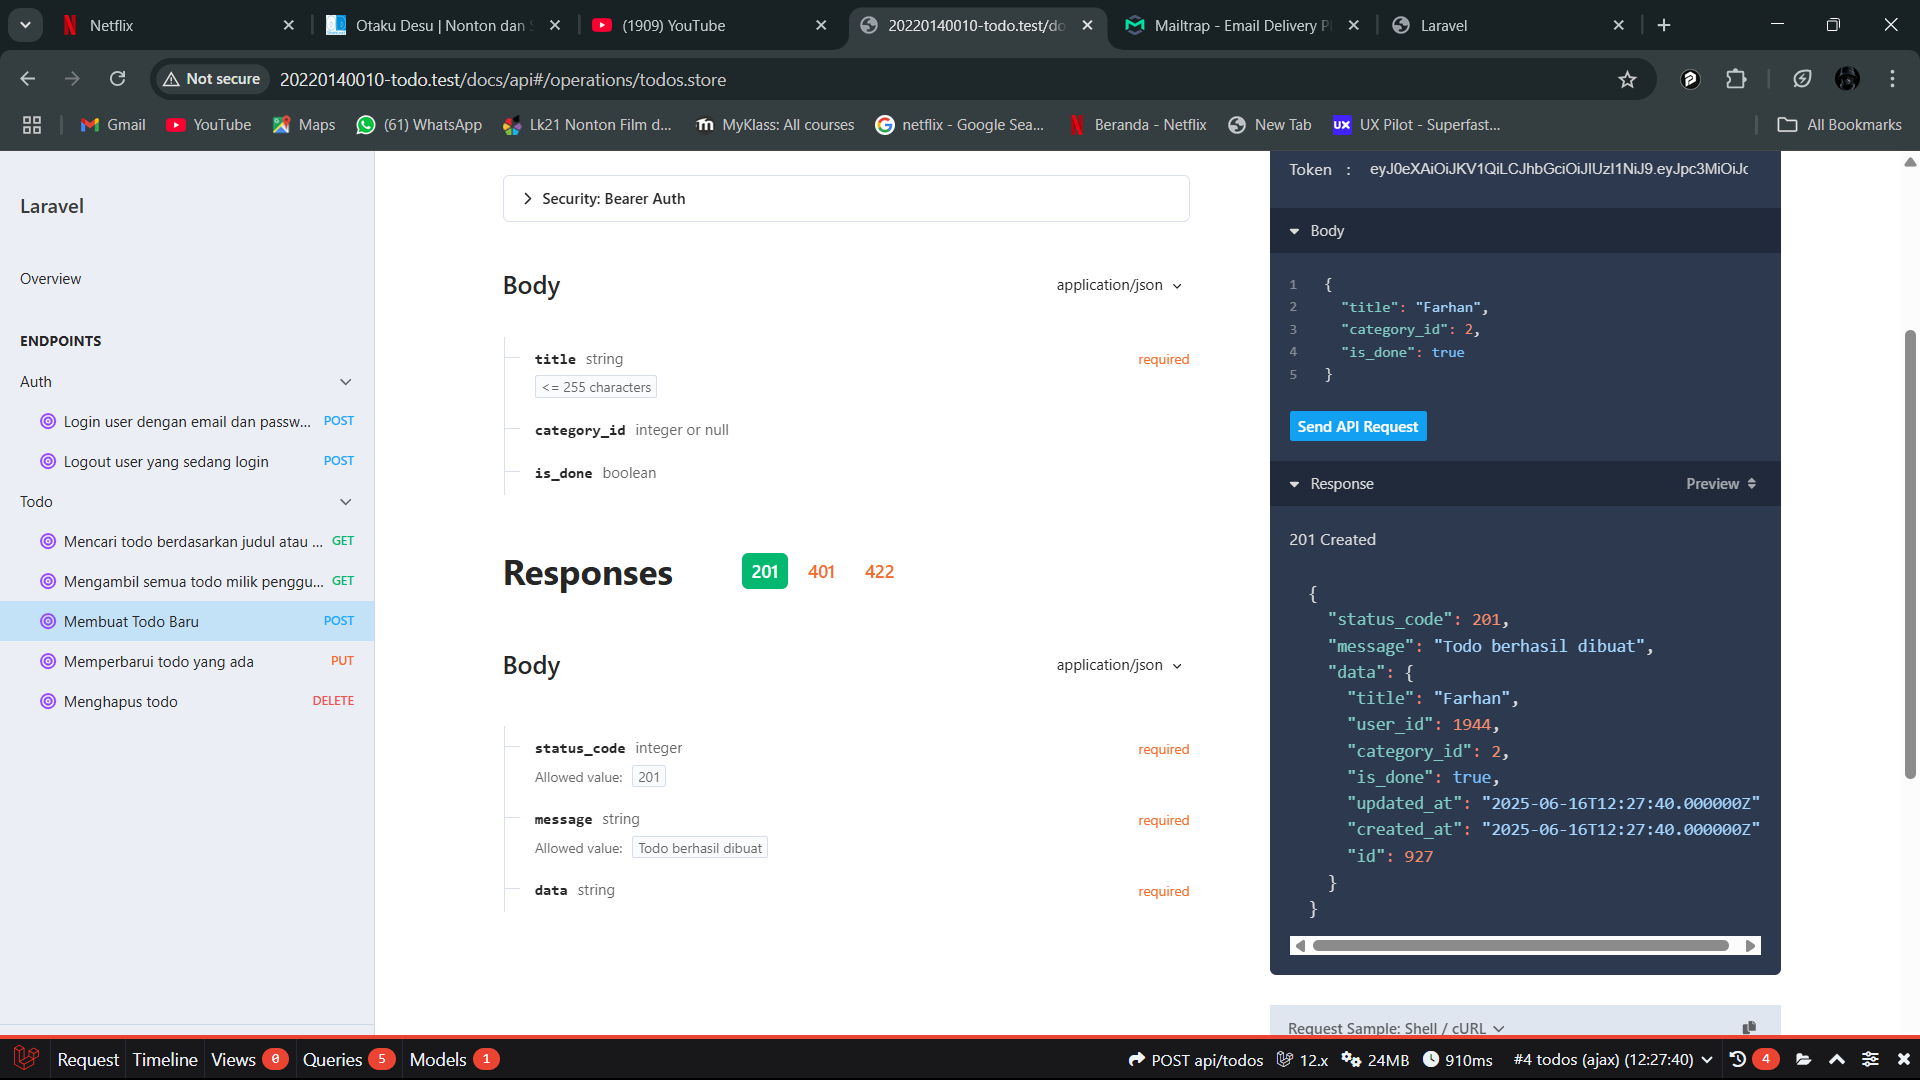 Netflix
Otaku Desu | Nonton dan
(1909) YouTube
20220140010-todo.test/do
Mailtrap - Email Delivery Pl
Laravel
Not secure
20220140010-todo.test/docs/api#/operations/todos.store
Gmail
YouTube
Maps
(61) WhatsApp
Lk21 Nonton Film d...
MyKlass: All courses
netflix - Google Sea...
Beranda - Netflix
New Tab
UX Pilot - Superfast...
All Bookmarks
Laravel
Overview
ENDPOINTS
Auth
Login user dengan email dan passw... POST
Logout user yang sedang login POST
Todo
Mencari todo berdasarkan judul atau ... GET
Mengambil semua todo milik penggu... GET
Membuat Todo Baru POST
Memperbarui todo yang ada PUT
Menghapus todo DELETE
Security: Bearer Auth
Body application/json
title string required
<= 255 characters
category_id integer or null
is_done boolean
Responses 201 401 422
Body application/json
status_code integer required
Allowed value: 201
message string required
Allowed value: Todo berhasil dibuat
data string required
Token : eyJ0eXAiOiJKV1QiLCJhbGciOiJIUzI1NiJ9.eyJpc3MiOiJc
Body
1 {
2 "title": "Farhan",
3 "category_id": 2,
4 "is_done": true
5 }
Send API Request
Response Preview
201 Created
{
"status_code": 201,
"message": "Todo berhasil dibuat",
"data": {
"title": "Farhan",
"user_id": 1944,
"category_id": 2,
"is_done": true,
"updated_at": "2025-06-16T12:27:40.000000Z"
"created_at": "2025-06-16T12:27:40.000000Z"
"id": 927
}
}
Request Sample: Shell / cURL
Request Timeline Views 0 Queries 5 Models 1 POST api/todos 12.x 24MB 910ms #4 todos (ajax) (12:27:40) 4